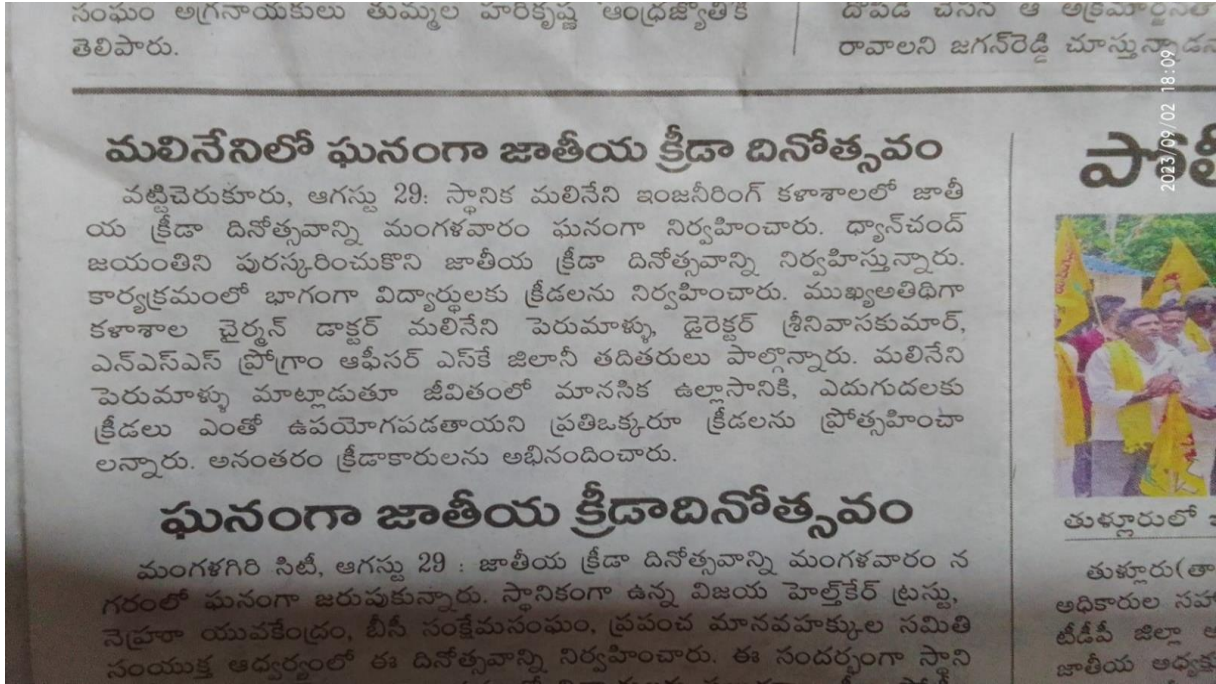 సంఘం అగ్రనాయకులు తుమ్మల హరికృష్ణ ఆంధ్రజ్యోతికి
తెలిపారు.
దోపిడీ చేసిన ఆ
రావాలని జగన్‌రెడ్డి చూస్తున్నాడన
మలినేనిలో ఘనంగా జాతీయ క్రీడా దినోత్సవం
వట్టిచెరుకూరు, ఆగస్టు 29: స్థానిక మలినేని ఇంజనీరింగ్ కళాశాలలో జాతీ
య క్రీడా దినోత్సవాన్ని మంగళవారం ఘనంగా నిర్వహించారు. ధ్యాన్‌చంద్
జయంతిని పురస్కరించుకొని జాతీయ క్రీడా దినోత్సవాన్ని నిర్వహిస్తున్నారు.
కార్యక్రమంలో భాగంగా విద్యార్థులకు క్రీడలను నిర్వహించారు. ముఖ్యఅతిథిగా
కళాశాల చైర్మన్ డాక్టర్ మలినేని పెరుమాళ్ళు, డైరెక్టర్ శ్రీనివాసకుమార్,
ఎన్ఎస్ఎస్ ప్రోగ్రాం ఆఫీసర్ ఎస్‌కే జిలానీ తదితరులు పాల్గొన్నారు. మలినేని
పెరుమాళ్ళు మాట్లాడుతూ జీవితంలో మానసిక ఉల్లాసానికి, ఎదుగుదలకు
క్రీడలు ఎంతో ఉపయోగపడతాయని ప్రతిఒక్కరూ క్రీడలను ప్రోత్సహించా
లన్నారు. అనంతరం క్రీడాకారులను అభినందించారు.
ఘనంగా జాతీయ క్రీడాదినోత్సవం
మంగళగిరి సిటీ, ఆగస్టు 29 : జాతీయ క్రీడా దినోత్సవాన్ని మంగళవారం న
గరంలో ఘనంగా జరుపుకున్నారు. స్థానికంగా ఉన్న విజయ హెల్త్‌కేర్ ట్రస్టు,
నెహ్రూ యువకేంద్రం, బీసీ సంక్షేమసంఘం, ప్రపంచ మానవహక్కుల సమితి
సంయుక్త ఆధ్వర్యంలో ఈ దినోత్సవాన్ని నిర్వహించారు. ఈ సందర్భంగా స్థాని
పోలీ
తుళ్లూరులో
తుళ్లూరు(తా
అధికారుల సహా
టీడీపీ జిల్లా అ
జాతీయ అధ్యక్ష
2023/09/02 18:09